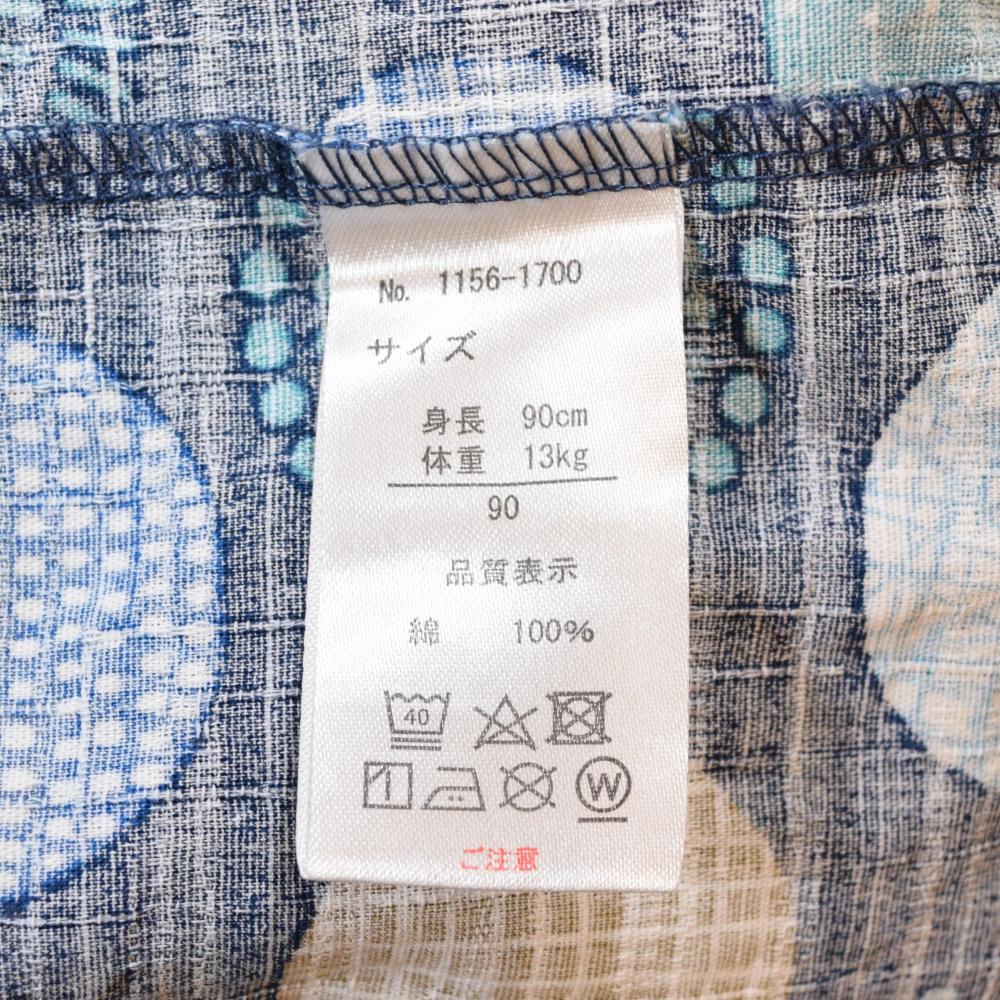 No. 1156-1700
サイズ
身長 90cm
体重 13kg
90
品質表示
綿 100%
40
W
ご注意